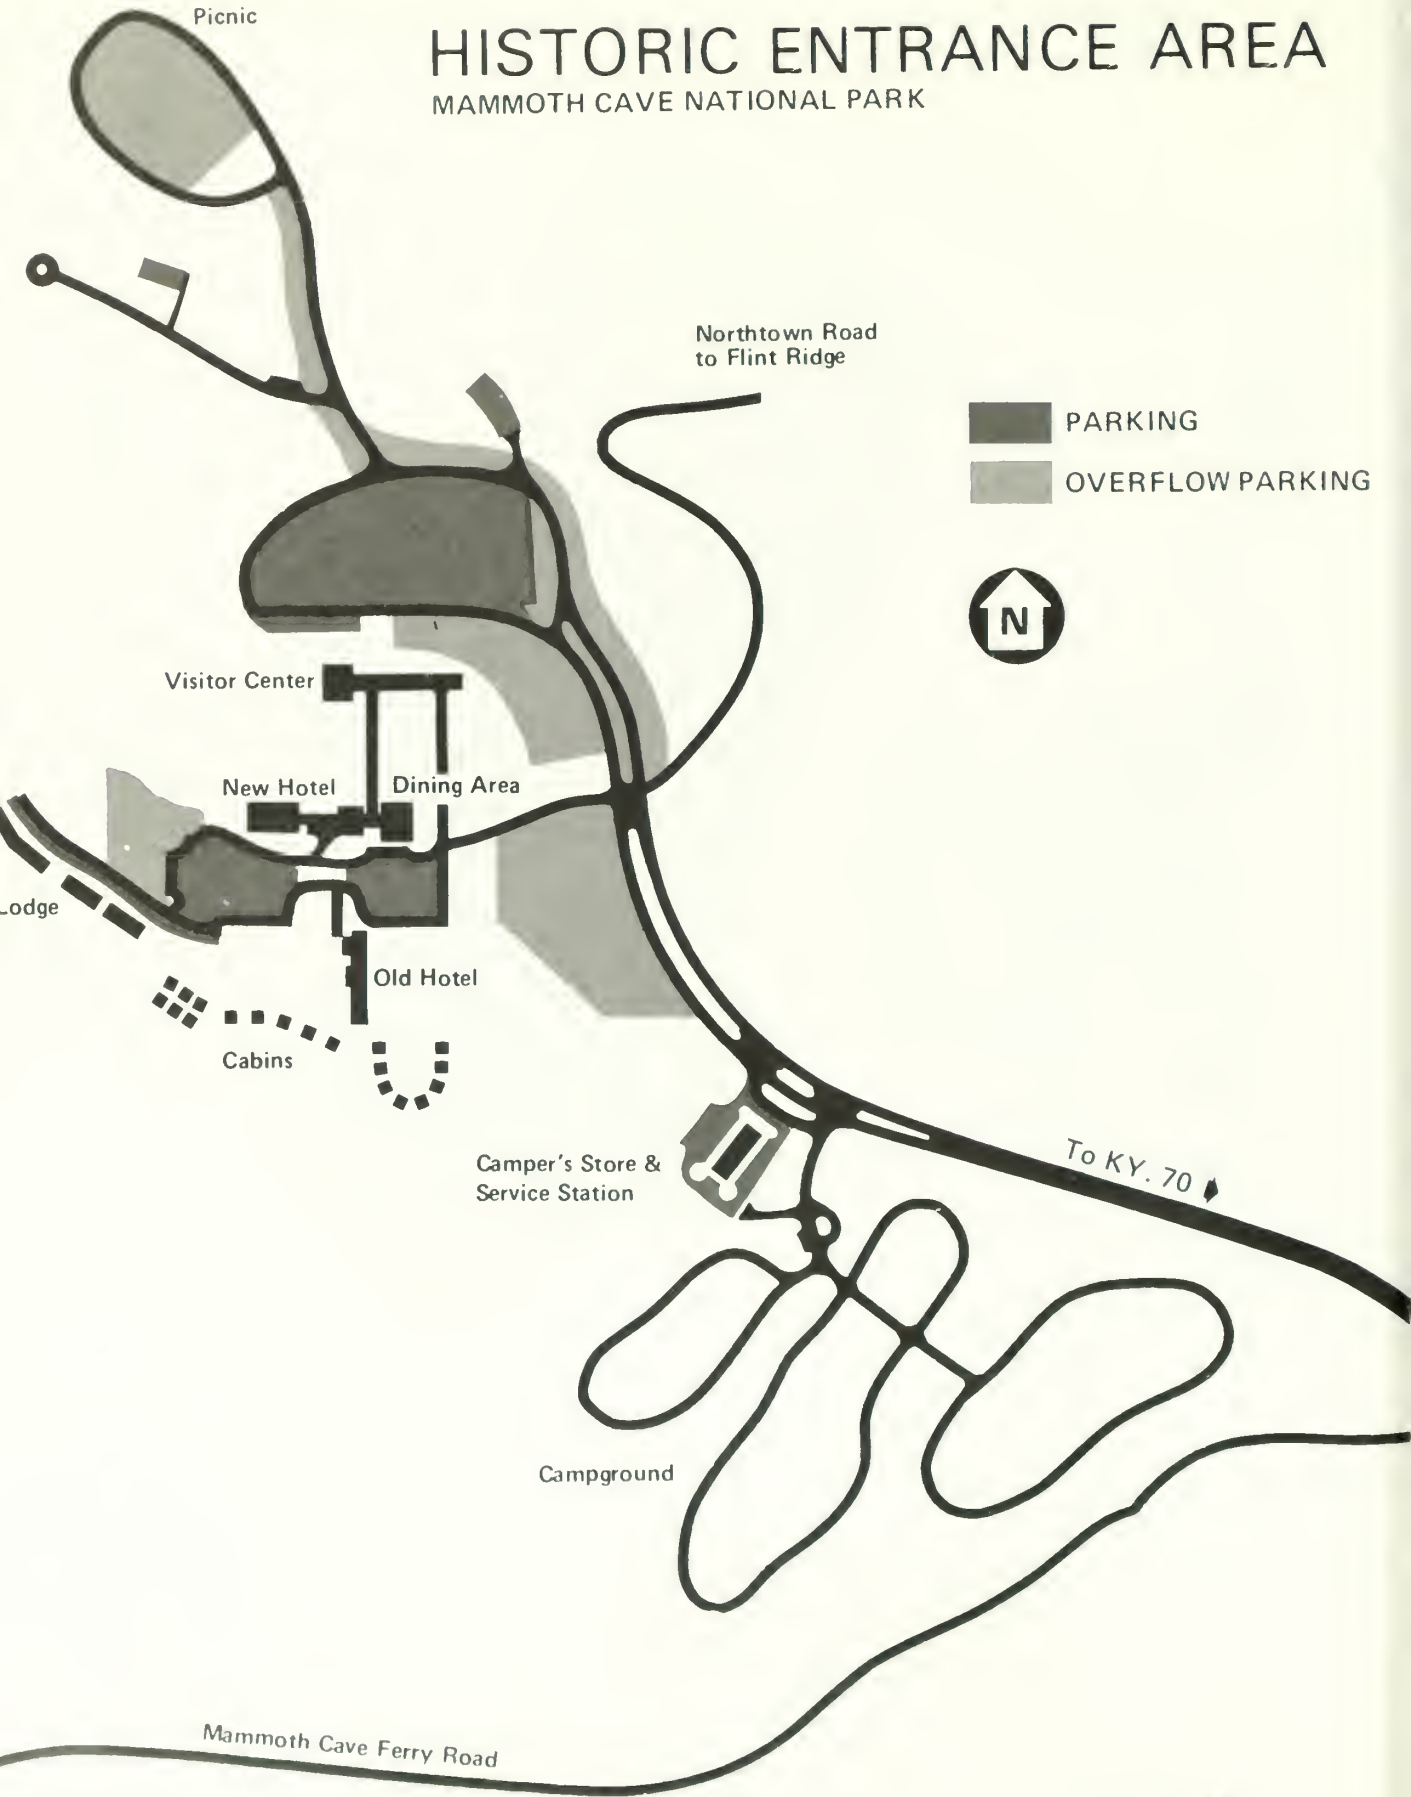 Picnic
HISTORIC ENTRANCE AREA
MAMMOTH CAVE NATIONAL PARK
Northtown Road
to Flint Ridge
PARKING
OVERFLOW PARKING
N
Visitor Center
New Hotel
Dining Area
Lodge
Old Hotel
Cabins
To KY. 70
Camper's Store &
Service Station
Campground
Mammoth Cave Ferry Road